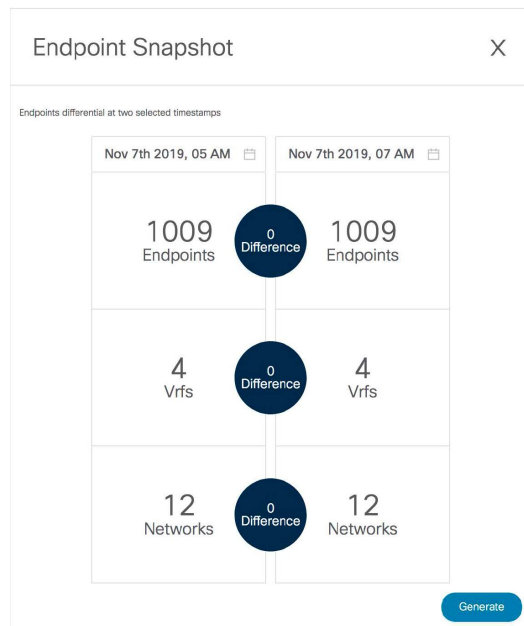 Endpoint Snapshot
X
Endpoints differential at two selected timestamps
Nov 7th 2019, 05 AM
Nov 7th 2019, 07 AM
1009
Endpoints
0
Difference
1009
Endpoints
4
Vrfs
0
Difference
4
Vrfs
12
Networks
0
Difference
12
Networks
Generate